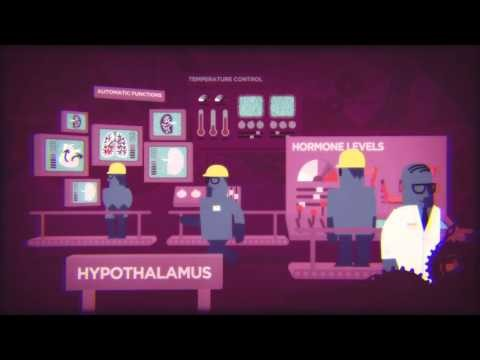 TEMPERATURE CONTROL
AUTOMATIC FUNCTIONS
HORMONE LEVELS
HYPOTHALAMUS